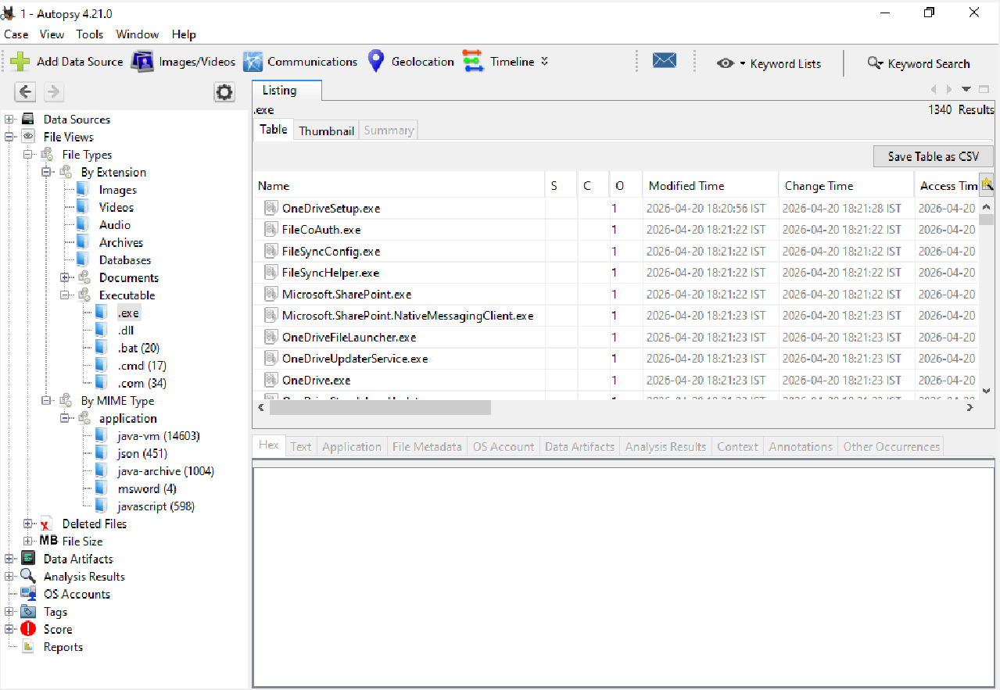 1 - Autopsy 4.21.0
Case View Tools Window Help
Add Data Source Images/Videos Communications Geolocation Timeline Keyword Lists Keyword Search
Data Sources
File Views
File Types
By Extension
Images
Videos
Audio
Archives
Databases
Documents
Executable
.exe
.dll
.bat (20)
.cmd (17)
.com (34)
By MIME Type
application
java-vm (14603)
json (451)
java-archive (1004)
msword (4)
javascript (598)
Deleted Files
MB File Size
Data Artifacts
Analysis Results
OS Accounts
Tags
Score
Reports
Listing
.exe 1340 Results
Table Thumbnail Summary
Save Table as CSV
Name S C O Modified Time Change Time Access Tim
OneDriveSetup.exe 1 2026-04-20 18:20:56 IST 2026-04-20 18:21:28 IST 2026-04-20
FileCoAuth.exe 1 2026-04-20 18:21:22 IST 2026-04-20 18:21:22 IST 2026-04-20
FileSyncConfig.exe 1 2026-04-20 18:21:22 IST 2026-04-20 18:21:22 IST 2026-04-20
FileSyncHelper.exe 1 2026-04-20 18:21:22 IST 2026-04-20 18:21:22 IST 2026-04-20
Microsoft.SharePoint.exe 1 2026-04-20 18:21:22 IST 2026-04-20 18:21:22 IST 2026-04-20
Microsoft.SharePoint.NativeMessagingClient.exe 1 2026-04-20 18:21:23 IST 2026-04-20 18:21:23 IST 2026-04-20
OneDriveFileLauncher.exe 1 2026-04-20 18:21:23 IST 2026-04-20 18:21:23 IST 2026-04-20
OneDriveUpdaterService.exe 1 2026-04-20 18:21:23 IST 2026-04-20 18:21:23 IST 2026-04-20
OneDrive.exe 1 2026-04-20 18:21:23 IST 2026-04-20 18:21:23 IST 2026-04-20
Hex Text Application File Metadata OS Account Data Artifacts Analysis Results Context Annotations Other Occurrences